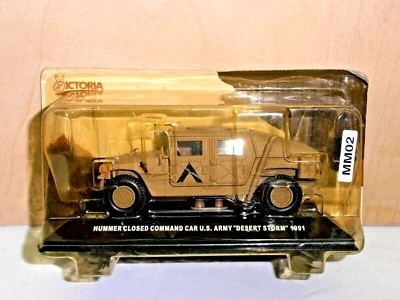 VICTORIA
MM02
HUMMER CLOSED COMMAND CAR U.S. ARMY "DESERT STORM" 1991